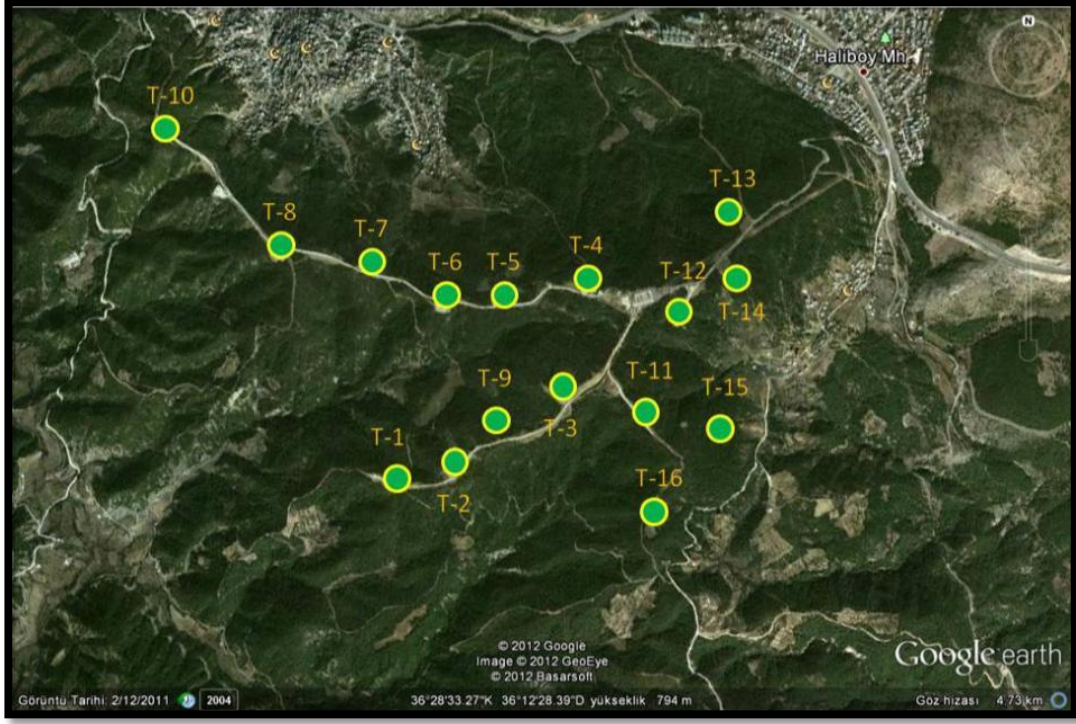 N
Haliboy Mh
T-10
T-13
T-8
T-7
T-4
T-6
T-5
T-12
T-14
T-9
T-11
T-15
T-3
T-1
T-2
T-16
© 2012 Google
Image © 2012 GeoEye
© 2012 Basarsoft
Google earth
Görüntü Tarihi: 2/12/2011 2004 36°28'33.27"K 36°12'28.39"D yükseklik 794 m Göz hizası 4.73 km